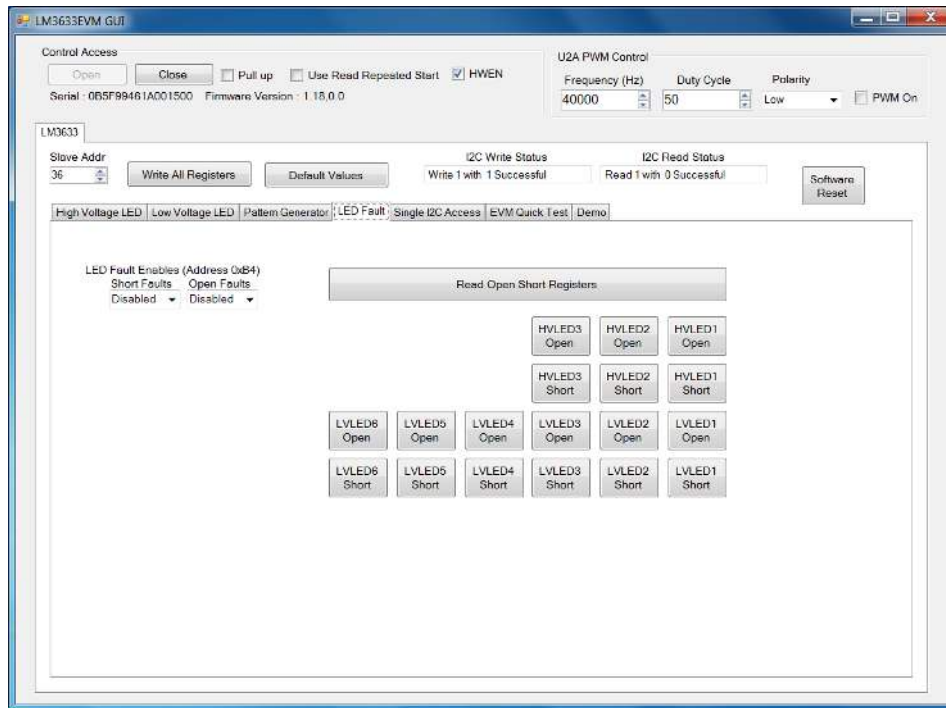 LM3633EVM GUI
Control Access
Open Close Pull up Use Read Repeated Start HWEN
Serial : 0B5F99461A001500 Firmware Version : 1.18.0.0
U2A PWM Control
Frequency (Hz) Duty Cycle Polarity
40000 50 Low PWM On
LM3633
Slave Addr I2C Write Status I2C Read Status
36 Write All Registers Default Values Write 1 with 1 Successful Read 1 with 0 Successful Software Reset
High Voltage LED Low Voltage LED Pattern Generator LED Fault Single I2C Access EVM Quick Test Demo
LED Fault Enables (Address 0xB4)
Short Faults Open Faults
Disabled Disabled
Read Open Short Registers
HVLED3 Open HVLED2 Open HVLED1 Open
HVLED3 Short HVLED2 Short HVLED1 Short
LVLED6 Open LVLED5 Open LVLED4 Open LVLED3 Open LVLED2 Open LVLED1 Open
LVLED6 Short LVLED5 Short LVLED4 Short LVLED3 Short LVLED2 Short LVLED1 Short